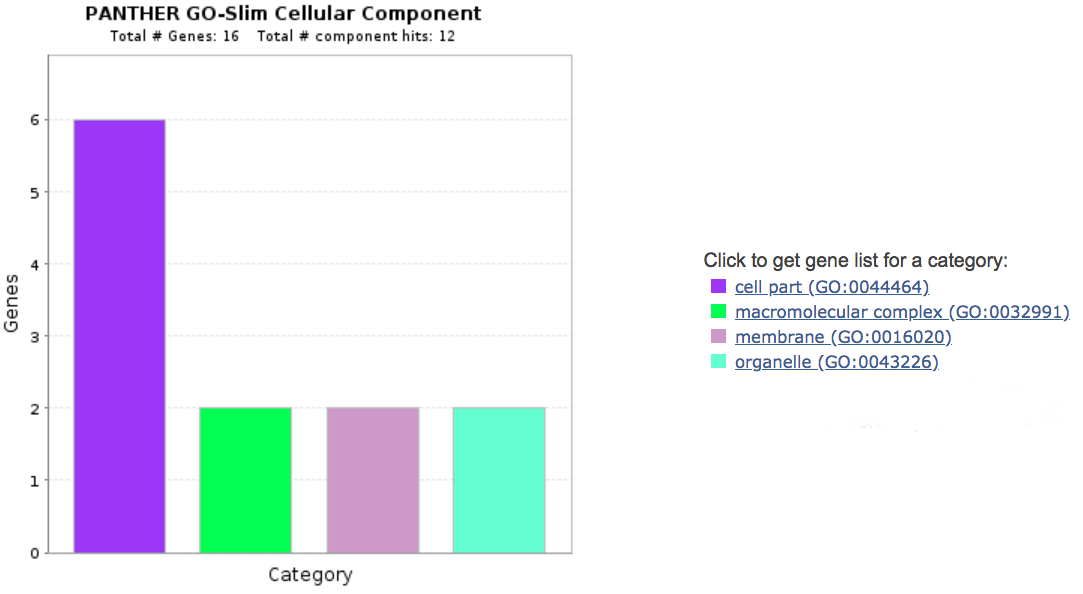 PANTHER GO-Slim Cellular Component
Total # Genes: 16 Total # component hits: 12
6
5
4
3
2
1
0
Genes
Category
Click to get gene list for a category:
cell part (GO:0044464)
macromolecular complex (GO:0032991)
membrane (GO:0016020)
organelle (GO:0043226)